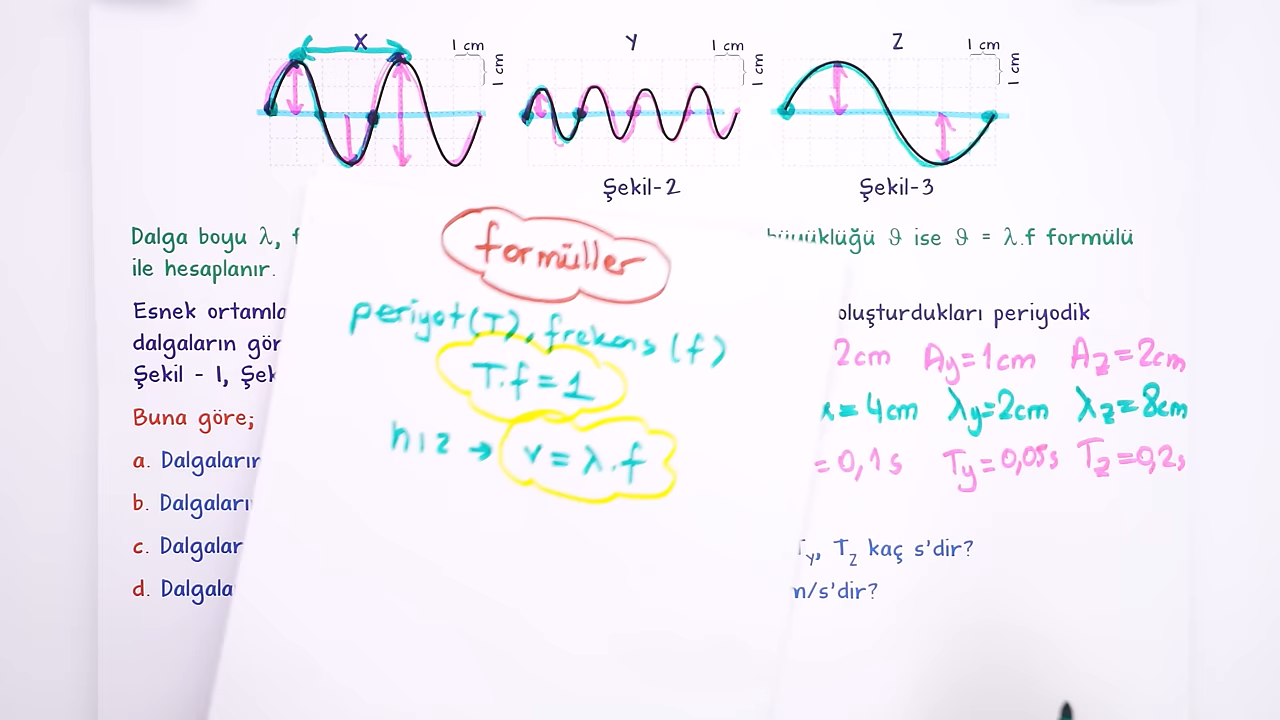 X
1 cm
1 cm
Y
1 cm
1 cm
Z
1 cm
1 cm
Şekil-2
Şekil-3
Dalga boyu λ, f
büyüklüğü ϑ ise ϑ = λ.f formülü
ile hesaplanır.
formüller
periyot(T), frekans (f)
T.f = 1
hız → v = λ.f
Esnek ortamla
oluşturdukları periyodik
dalgaların gör
2cm Ay=1cm Az=2cm
Şekil - 1, Şek
= 4cm λy=2cm λz=8cm
Buna göre;
= 0,1s Ty=0,05s Tz=0,2s
a. Dalgaların
b. Dalgaları
c. Dalgalar
TY, TZ kaç s'dir?
d. Dalgala
m/s'dir?